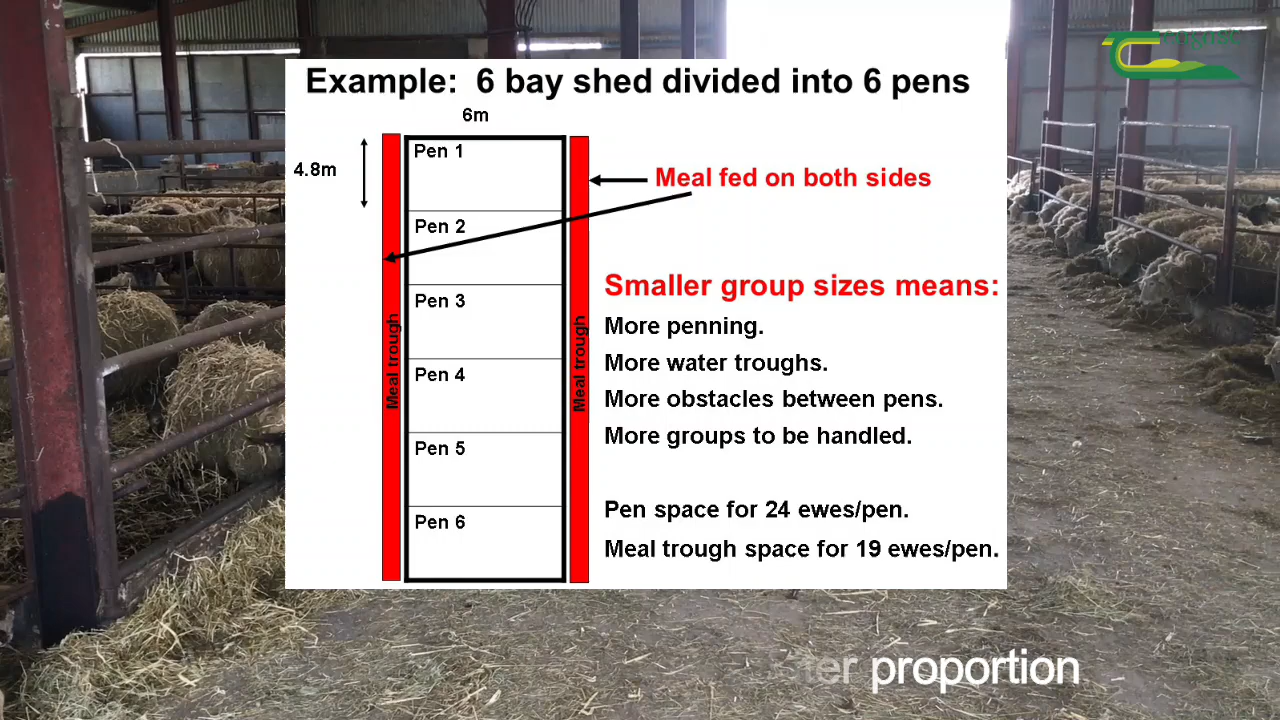 Teagasc
Example: 6 bay shed divided into 6 pens
6m
4.8m
Pen 1
Pen 2
Pen 3
Pen 4
Pen 5
Pen 6
Meal trough
Meal trough
Meal fed on both sides
Smaller group sizes means:
More penning.
More water troughs.
More obstacles between pens.
More groups to be handled.
Pen space for 24 ewes/pen.
Meal trough space for 19 ewes/pen.
ter proportion